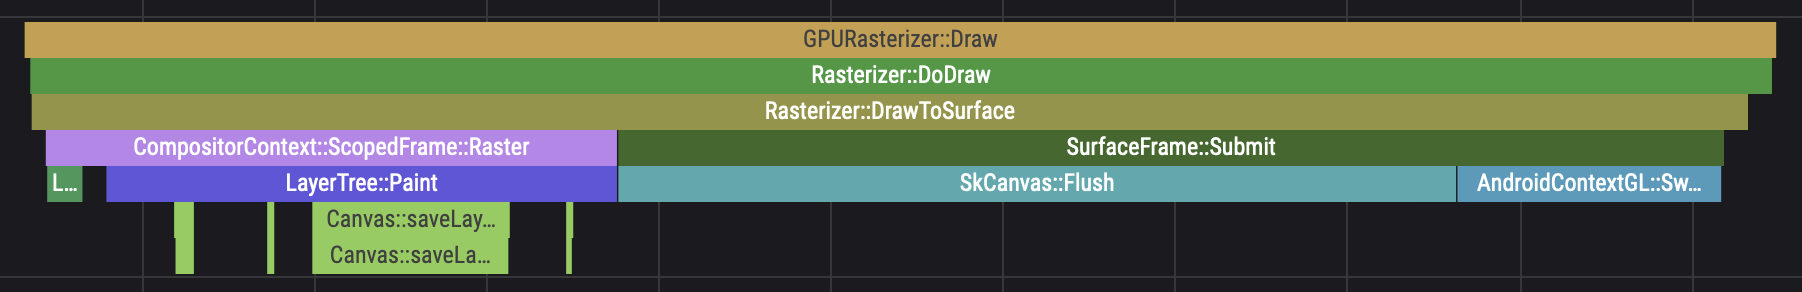 GPURasterizer::Draw
Rasterizer::DoDraw
Rasterizer::DrawToSurface
CompositorContext::ScopedFrame::Raster SurfaceFrame::Submit
L... LayerTree::Paint SkCanvas::Flush AndroidContextGL::Sw...
Canvas::saveLay...
Canvas::saveLa...